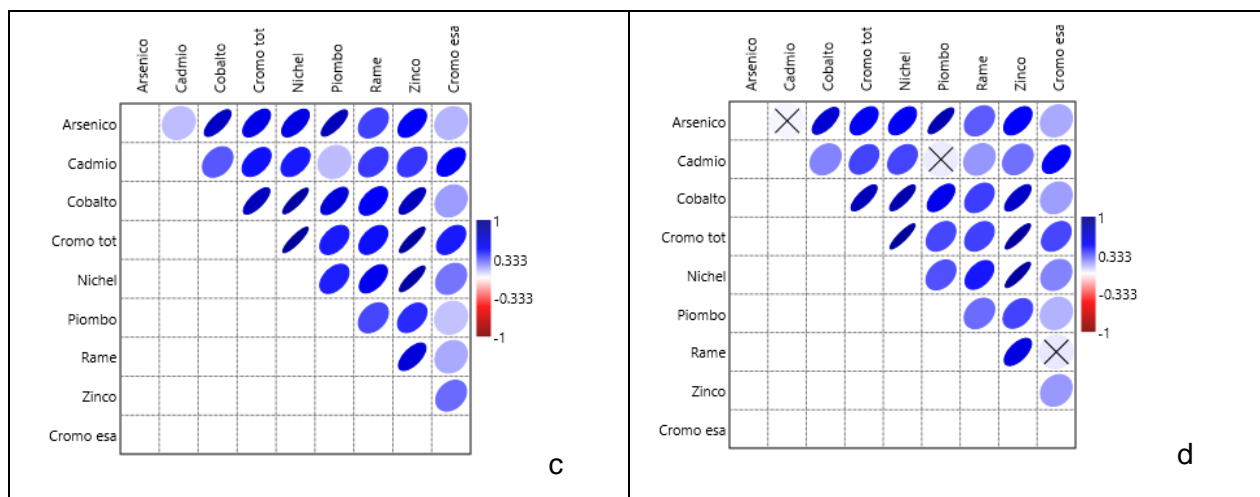 Arsenico
Cadmio
Cobalto
Cromo tot
Nichel
Piombo
Rame
Zinco
Cromo esa
Arsenico
Cadmio
Cobalto
Cromo tot
Nichel
Piombo
Rame
Zinco
Cromo esa
1
0.333
-0.333
-1
c
Arsenico
Cadmio
Cobalto
Cromo tot
Nichel
Piombo
Rame
Zinco
Cromo esa
Arsenico
Cadmio
Cobalto
Cromo tot
Nichel
Piombo
Rame
Zinco
Cromo esa
1
0.333
-0.333
-1
d